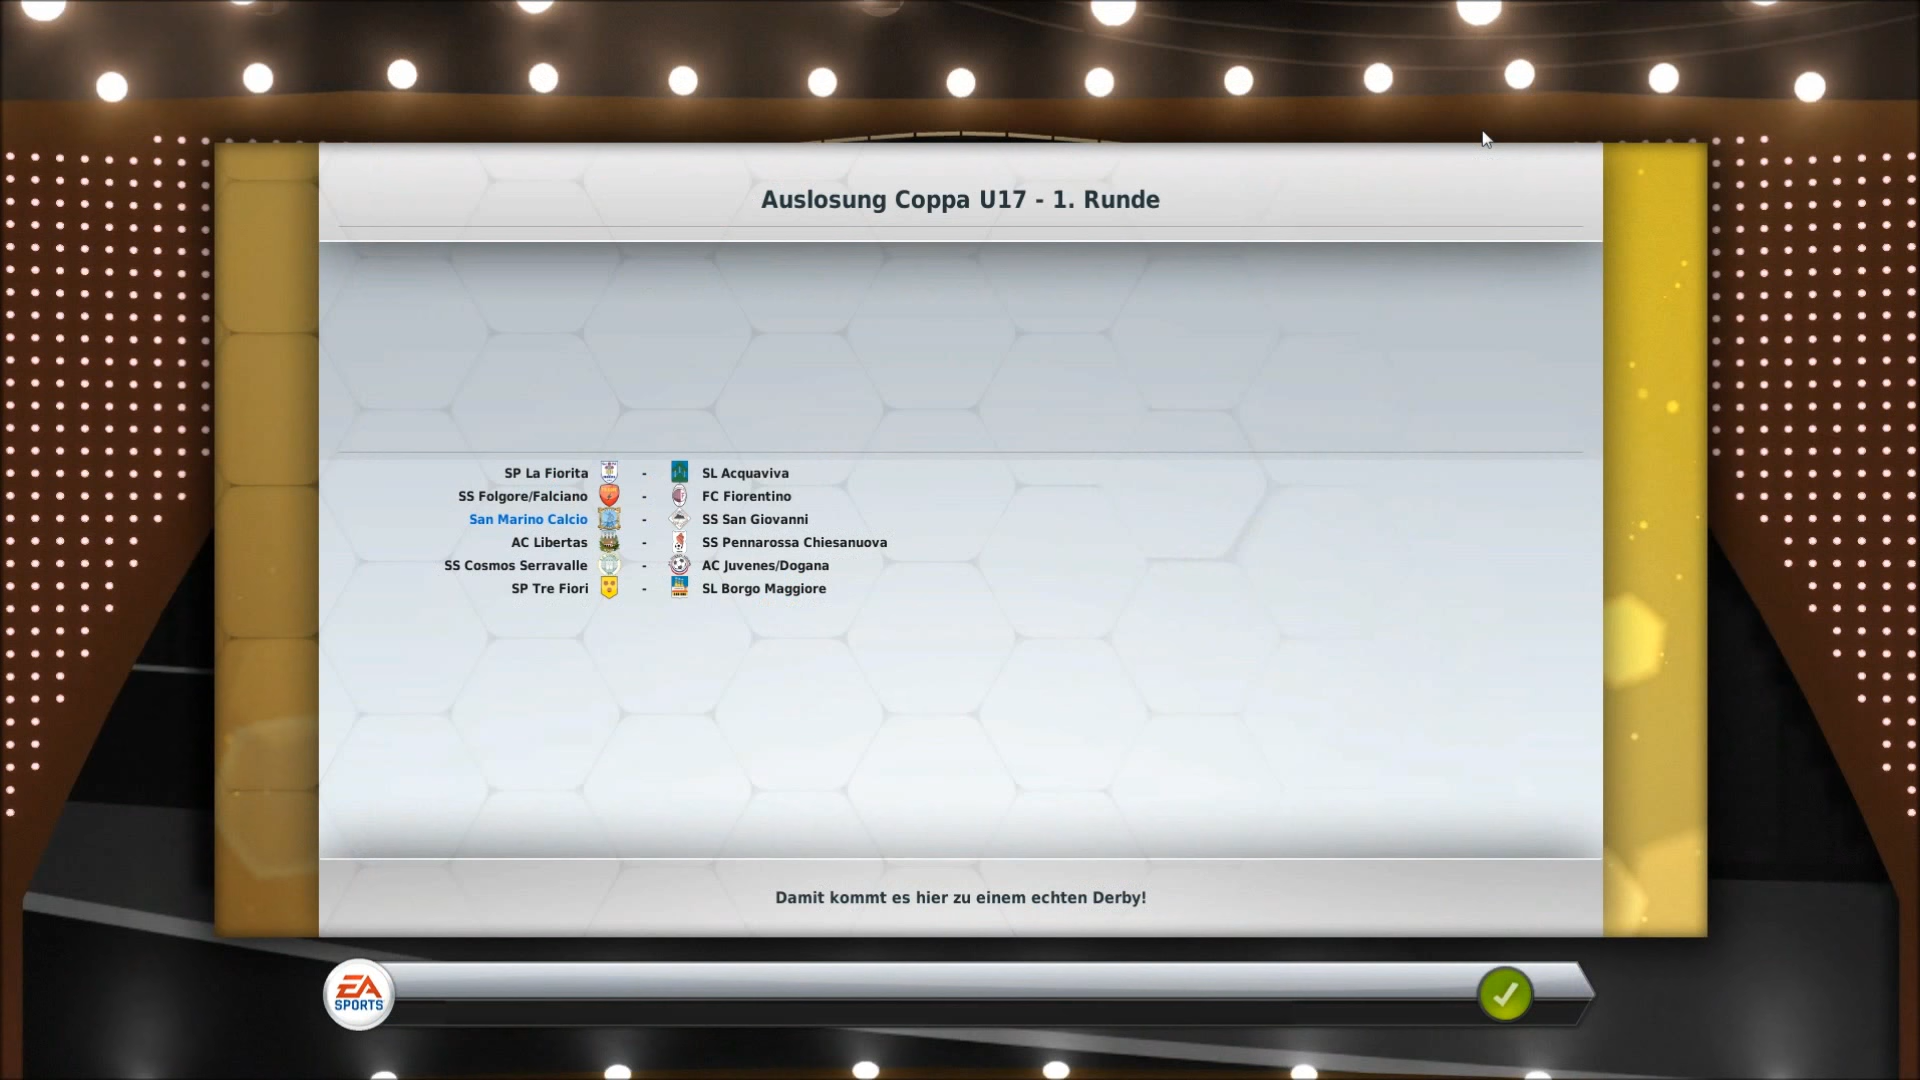 Auslosung Coppa U17 - 1. Runde
SP La Fiorita - SL Acquaviva
SS Folgore/Falciano - FC Fiorentino
San Marino Calcio - SS San Giovanni
AC Libertas - SS Pennarossa Chiesanuova
SS Cosmos Serravalle - AC Juvenes/Dogana
SP Tre Fiori - SL Borgo Maggiore
Damit kommt es hier zu einem echten Derby!
EA
SPORTS